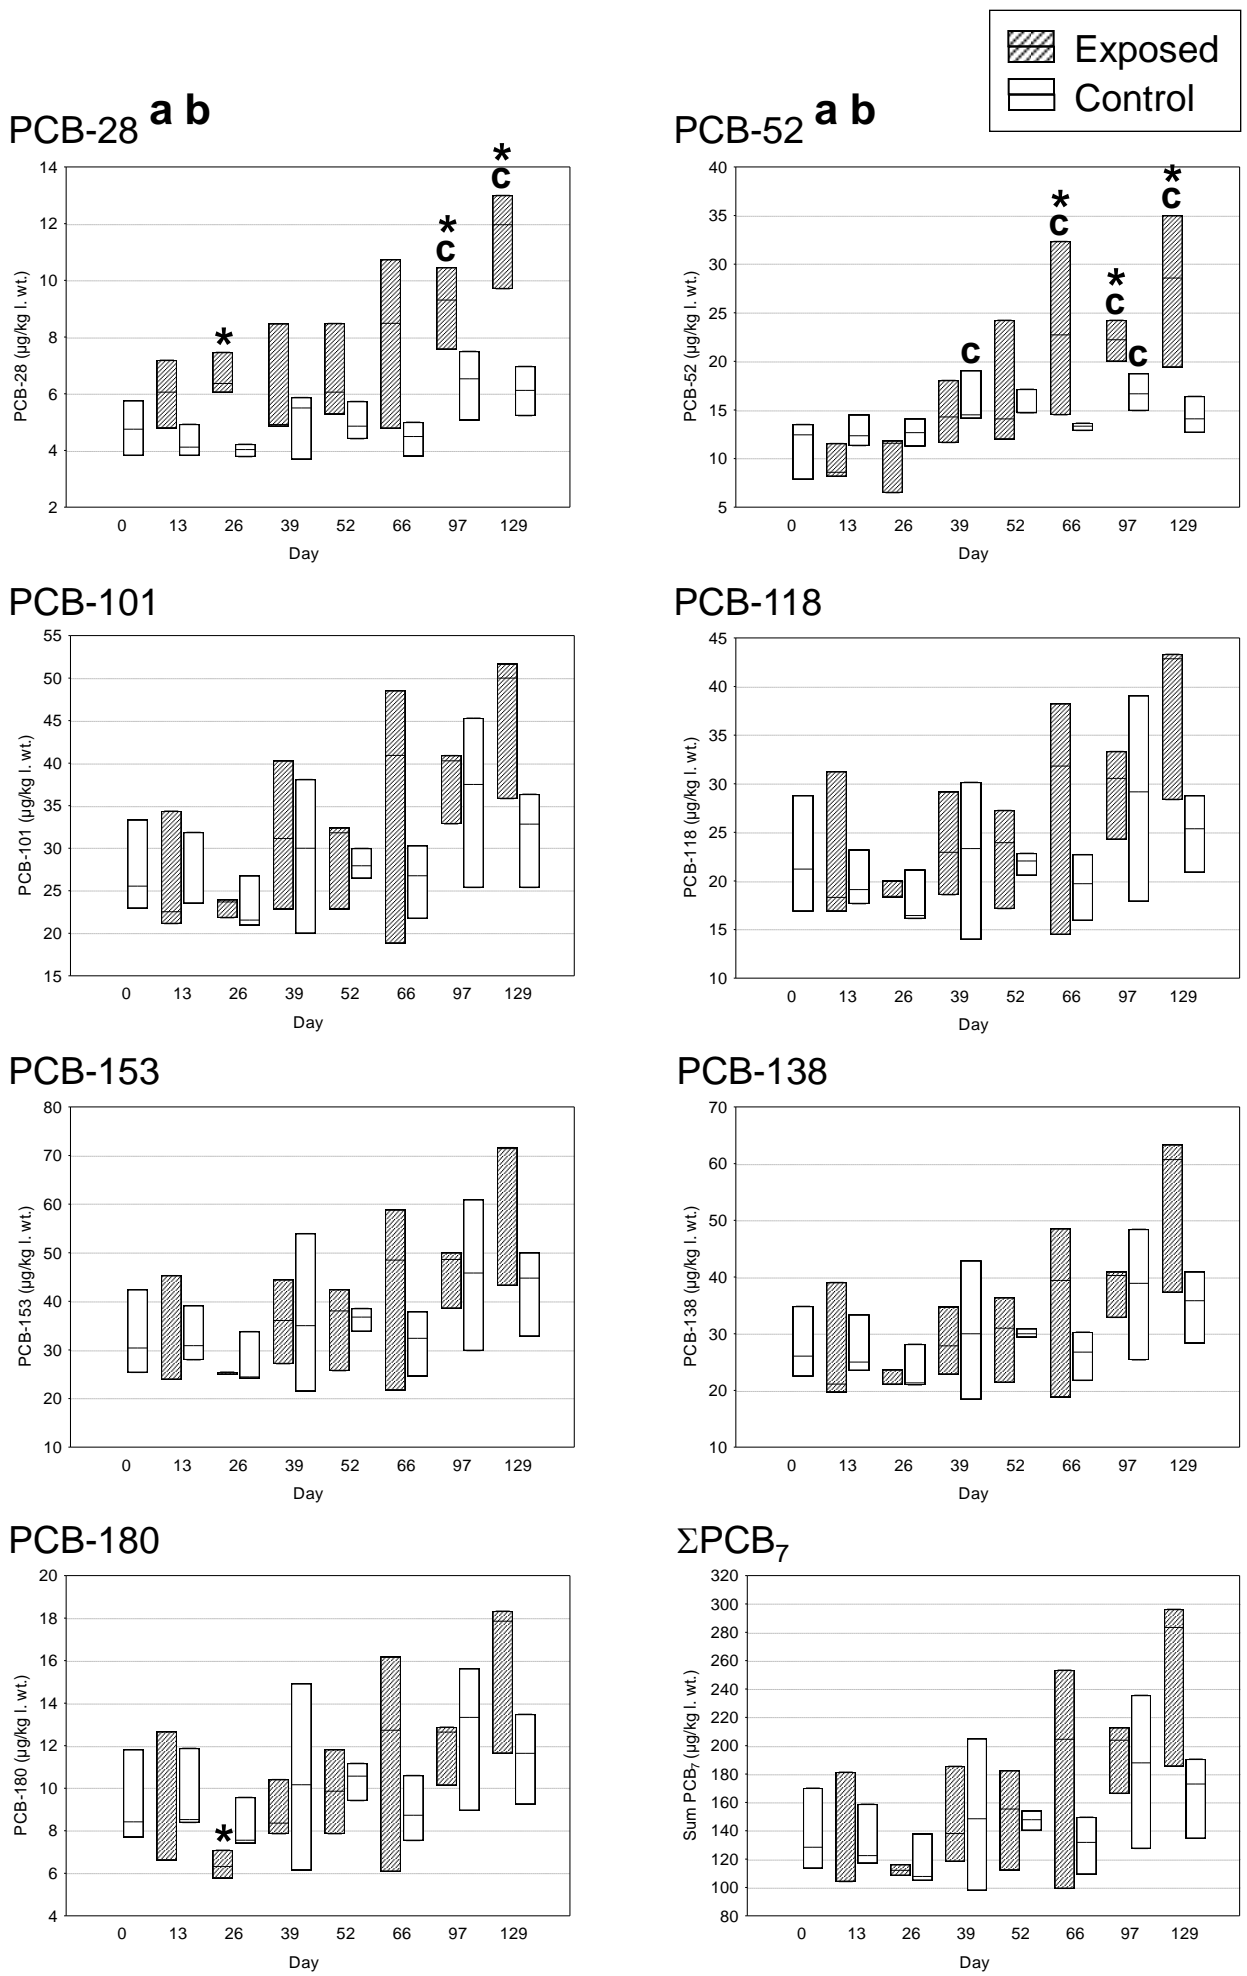 Exposed
Control
PCB-28 a b
*
c
*
c
*
14
12
10
8
6
4
2
PCB-28 (µg/kg l. wt.)
0 13 26 39 52 66 97 129
Day
PCB-52 a b
*
c
*
c
*
c
c
c
40
35
30
25
20
15
10
5
PCB-52 (µg/kg l. wt.)
0 13 26 39 52 66 97 129
Day
PCB-101
55
50
45
40
35
30
25
20
15
PCB-101 (µg/kg l. wt.)
0 13 26 39 52 66 97 129
Day
PCB-118
45
40
35
30
25
20
15
10
PCB-118 (µg/kg l. wt.)
0 13 26 39 52 66 97 129
Day
PCB-153
80
70
60
50
40
30
20
10
PCB-153 (µg/kg l. wt.)
0 13 26 39 52 66 97 129
Day
PCB-138
70
60
50
40
30
20
10
PCB-138 (µg/kg l. wt.)
0 13 26 39 52 66 97 129
Day
PCB-180
20
18
16
14
12
10
8
6
4
*
PCB-180 (µg/kg l. wt.)
0 13 26 39 52 66 97 129
Day
ΣPCB₇
320
300
280
260
240
220
200
180
160
140
120
100
80
Sum PCB₇ (µg/kg l. wt.)
0 13 26 39 52 66 97 129
Day